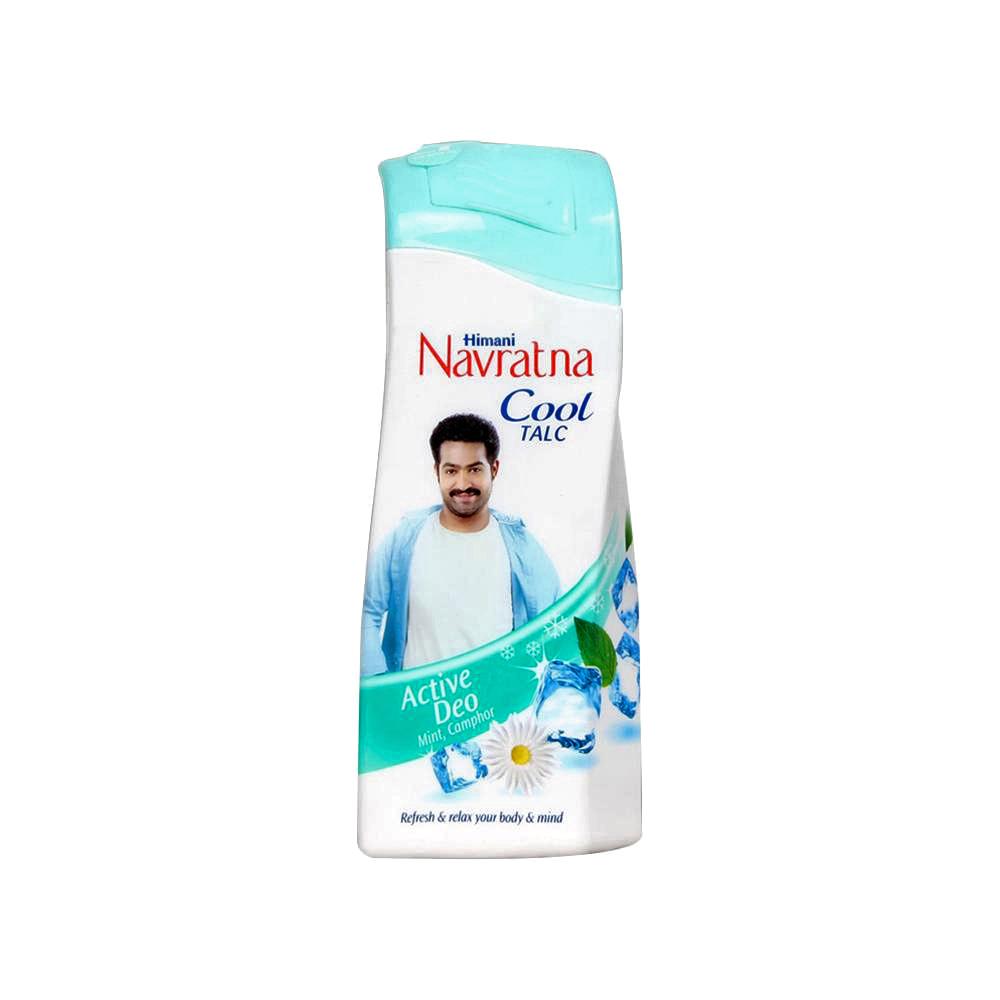 Himani
Navratna
Cool
TALC
Active
Deo
Mint, Camphor
Refresh & relax your body & mind